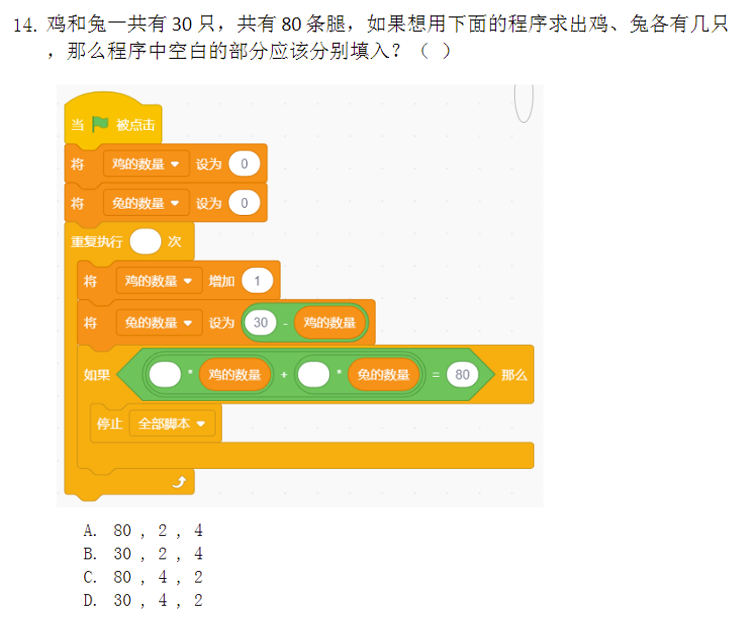 14. 鸡和兔一共有 30 只，共有 80 条腿，如果想用下面的程序求出鸡、兔各有几只
，那么程序中空白的部分应该分别填入？（ ）
当 被点击
将 鸡的数量 设为 0
将 兔的数量 设为 0
重复执行 次
将 鸡的数量 增加 1
将 兔的数量 设为 30 - 鸡的数量
如果 * 鸡的数量 + * 兔的数量 = 80 那么
停止 全部脚本
A. 80 , 2 , 4
B. 30 , 2 , 4
C. 80 , 4 , 2
D. 30 , 4 , 2